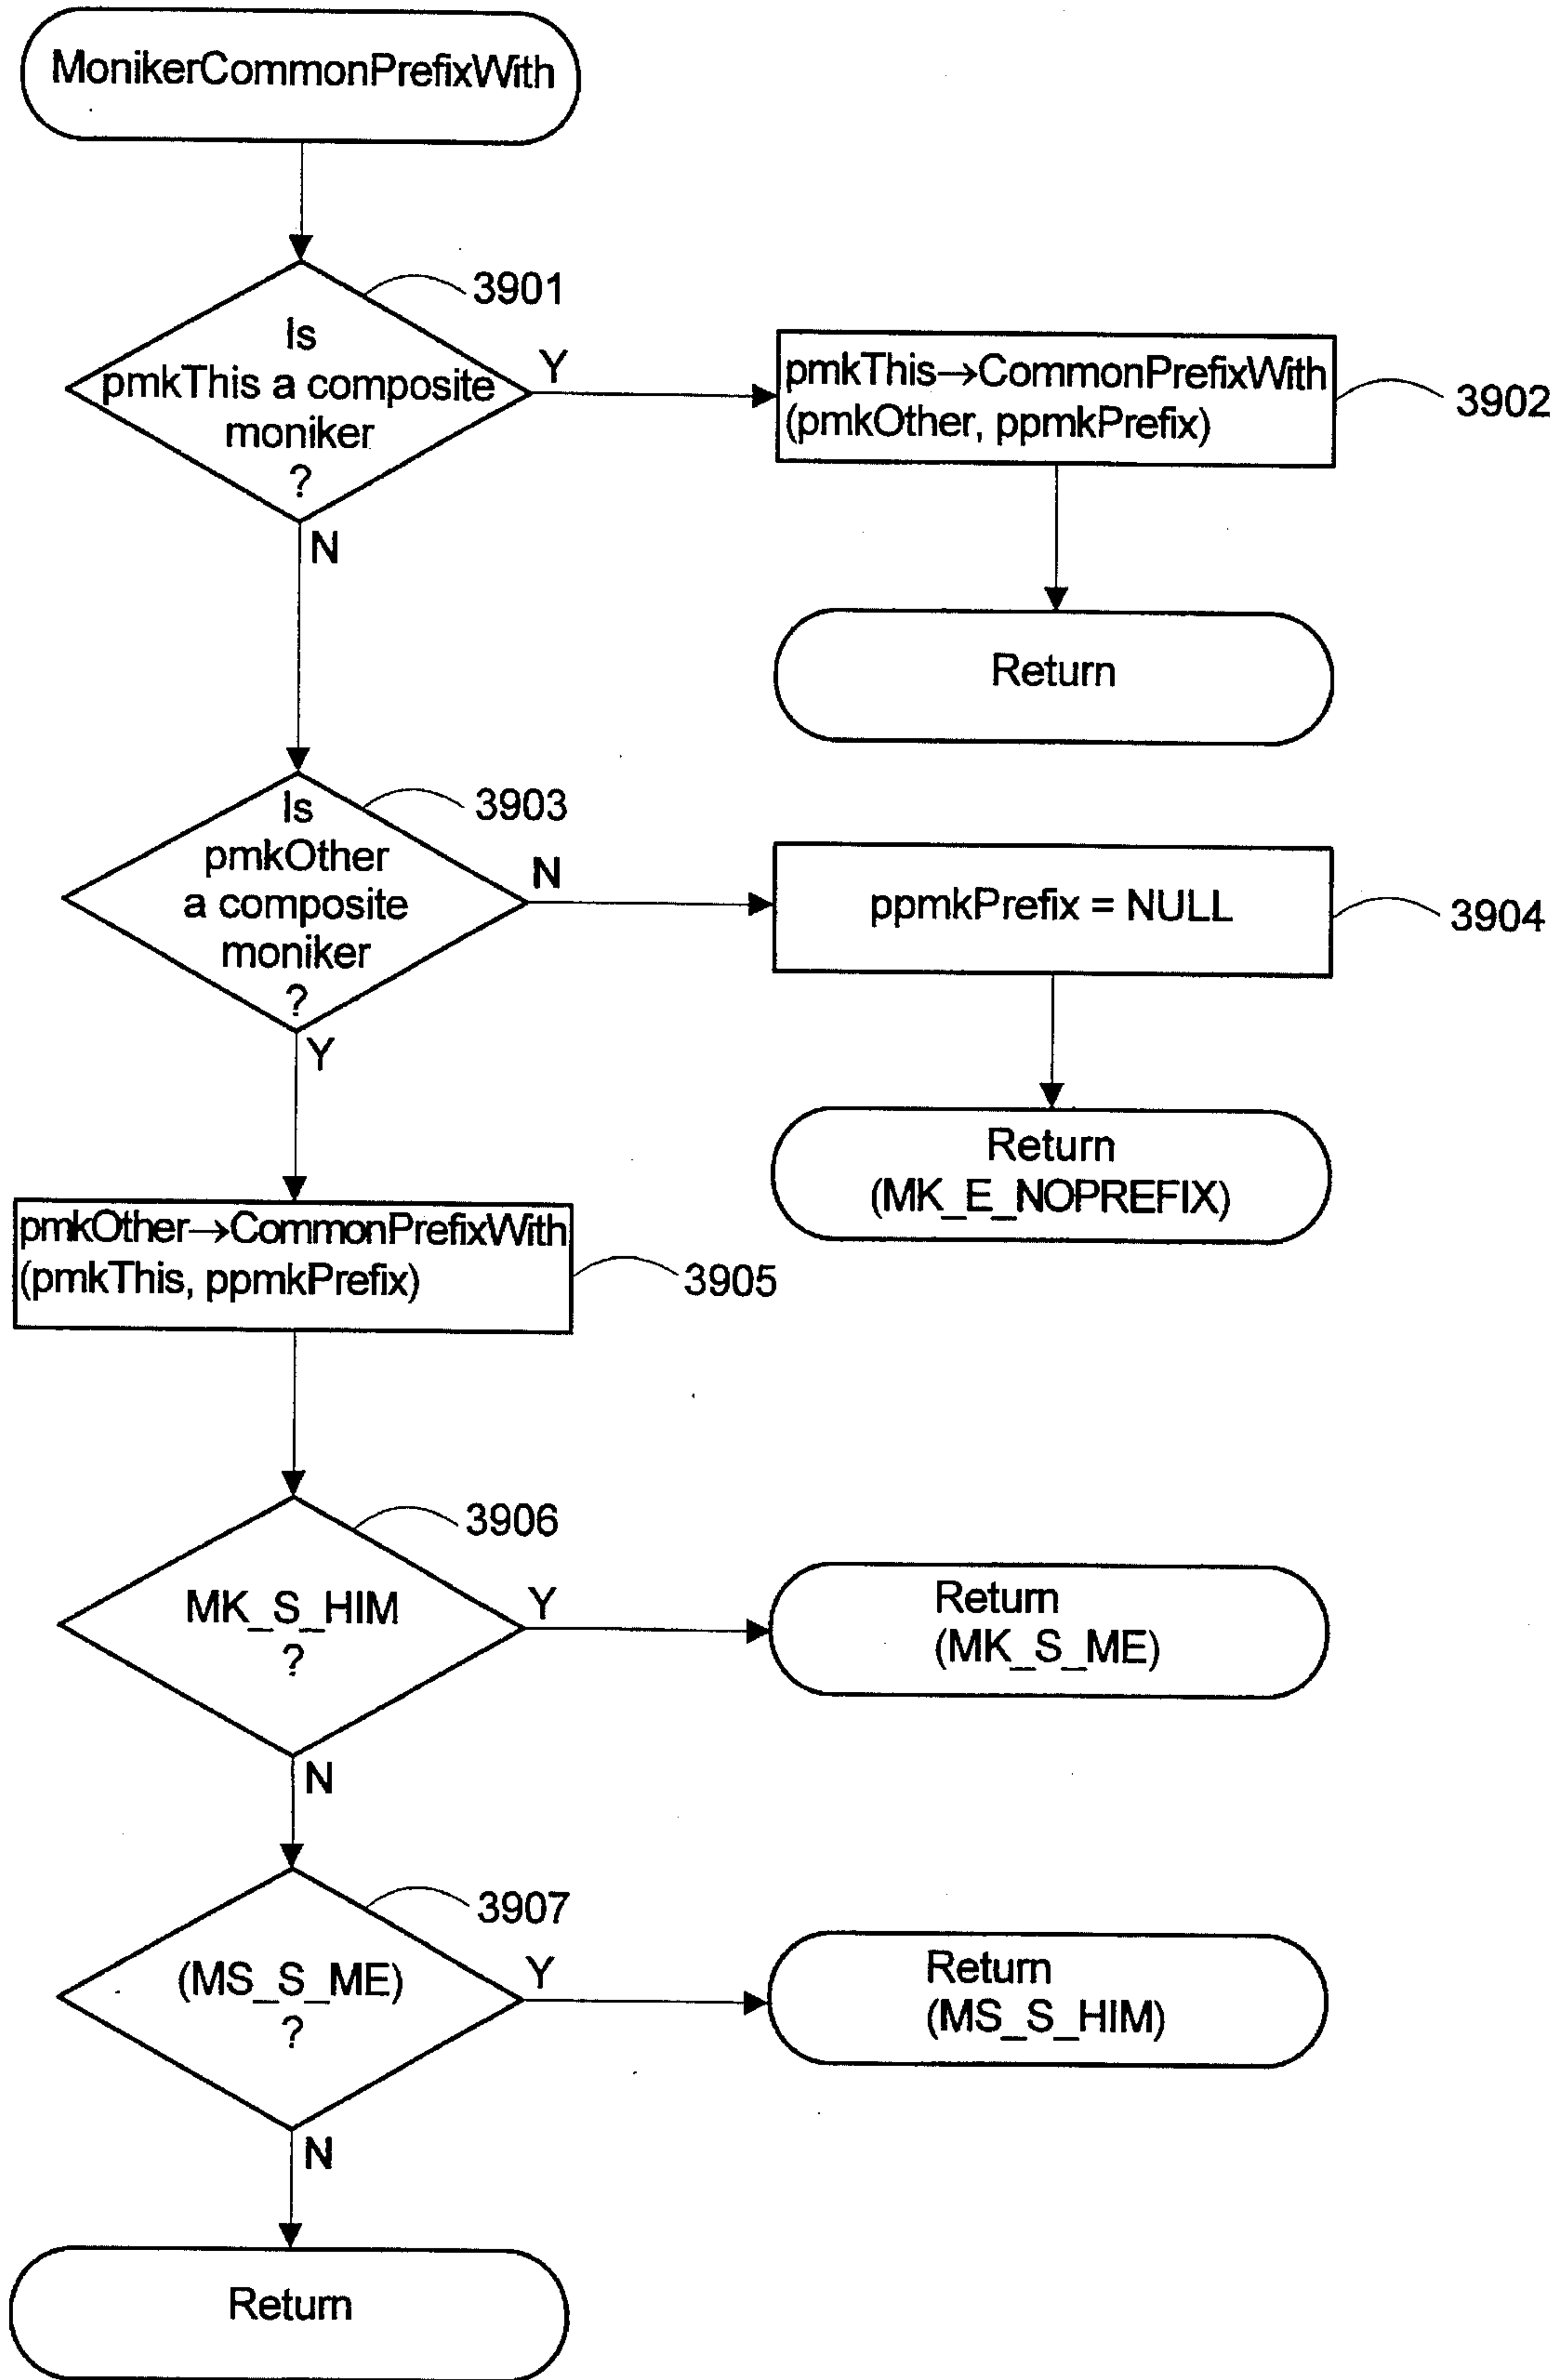 MonikerCommonPrefixWith
3901
Is
pmkThis a composite
moniker
?
Y
N
pmkThis→CommonPrefixWith
(pmkOther, ppmkPrefix)
3902
Return
3903
Is
pmkOther
a composite
moniker
?
N
Y
ppmkPrefix = NULL
3904
Return
(MK_E_NOPREFIX)
pmkOther→CommonPrefixWith
(pmkThis, ppmkPrefix)
3905
3906
MK_S_HIM
?
Y
N
Return
(MK_S_ME)
3907
(MS_S_ME)
?
Y
N
Return
(MS_S_HIM)
Return